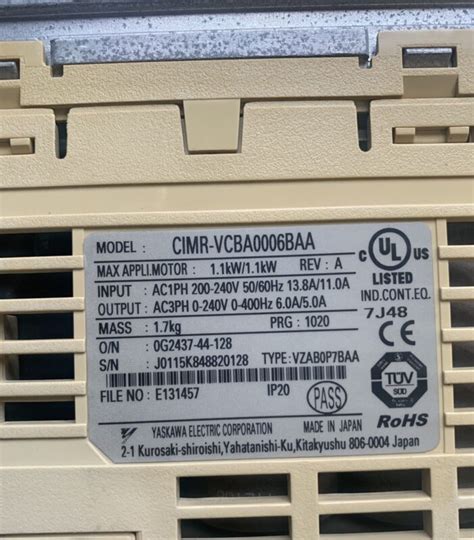 MODEL : CIMR-VCBA0006BAA
MAX APPLI.MOTOR : 1.1kW/1.1kW REV : A
INPUT : AC1PH 200-240V 50/60Hz 13.8A/11.0A
OUTPUT : AC3PH 0-240V 0-400Hz 6.0A/5.0A
MASS : 1.7kg PRG : 1020
O/N : OG2437-44-128
S/N : J0115K848820128 TYPE : VZAB0P7BAA
FILE NO : E131457 IP20 PASS
YASKAWA ELECTRIC CORPORATION MADE IN JAPAN
2-1 Kurosaki-shiroishi,Yahatanishi-Ku,Kitakyushu 806-0004 Japan
C UL US
LISTED
IND.CONT.EQ.
7J48
TÜV
SÜD
RoHS